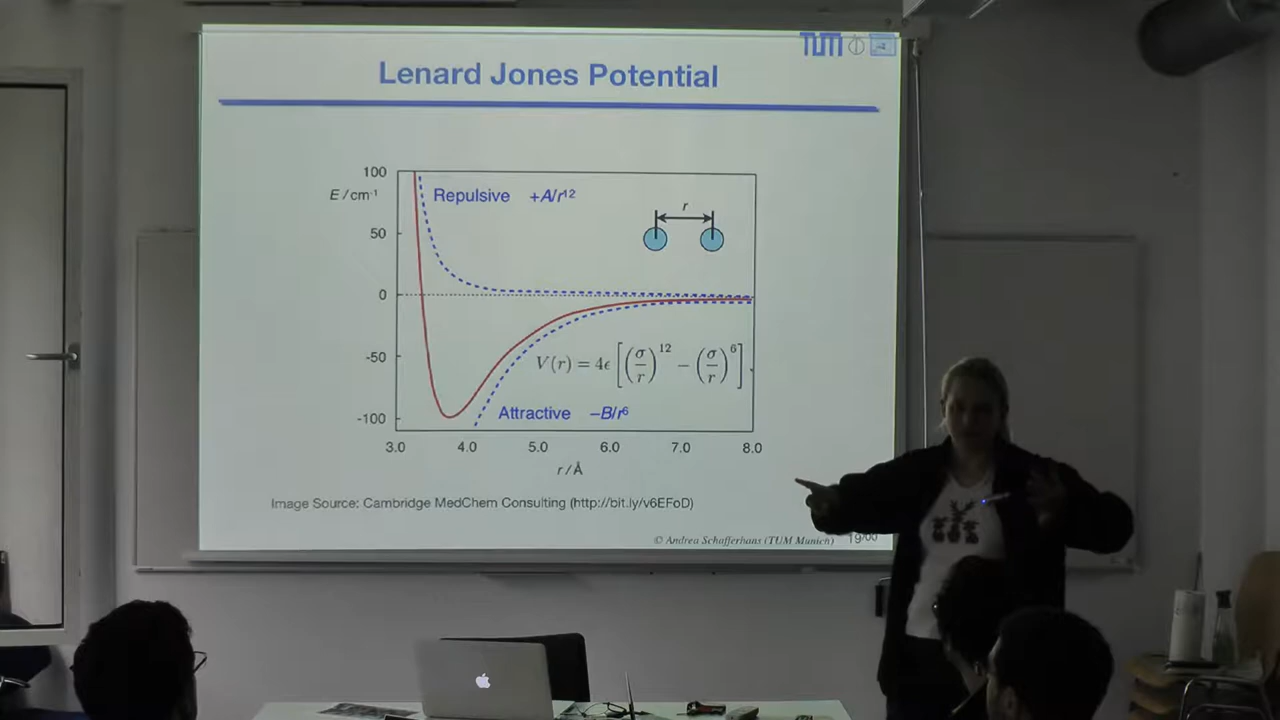 TUM
Lenard Jones Potential
100
E/cm-1
50
0
-50
-100
Repulsive +A/r12
r
V(r) = 4ϵ [(σ/r)^12 − (σ/r)^6].
Attractive −B/r6
3.0 4.0 5.0 6.0 7.0 8.0
r/Å
Image Source: Cambridge MedChem Consulting (http://bit.ly/v6EFoD)
© Andrea Schafferhans (TUM Munich) 19/60